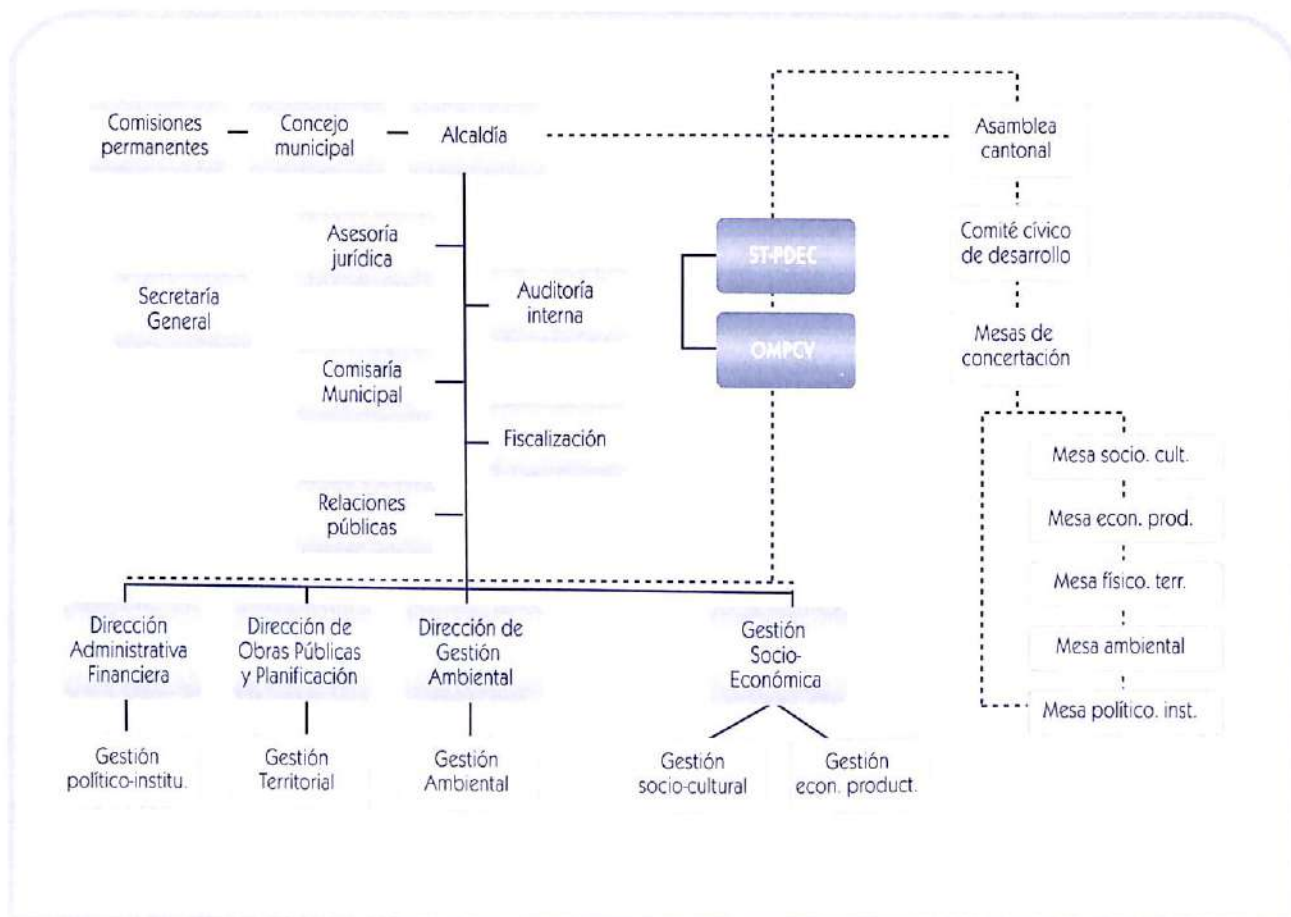 Comisiones
permanentes
Concejo
municipal
Alcaldía
Asamblea
cantonal
Asesoría
jurídica
ST-PDEC
Comité cívico
de desarrollo
Secretaría
General
Auditoría
interna
OMPCY
Mesas de
concertación
Comisaría
Municipal
Fiscalización
Mesa socio. cult.
Relaciones
públicas
Mesa econ. prod.
Mesa físico. terr.
Mesa ambiental
Mesa político. inst.
Dirección
Administrativa
Financiera
Dirección de
Obras Públicas
y Planificación
Dirección de
Gestión
Ambiental
Gestión
Socio-
Económica
Gestión
político-institu.
Gestión
Territorial
Gestión
Ambiental
Gestión
socio-cultural
Gestión
econ. product.